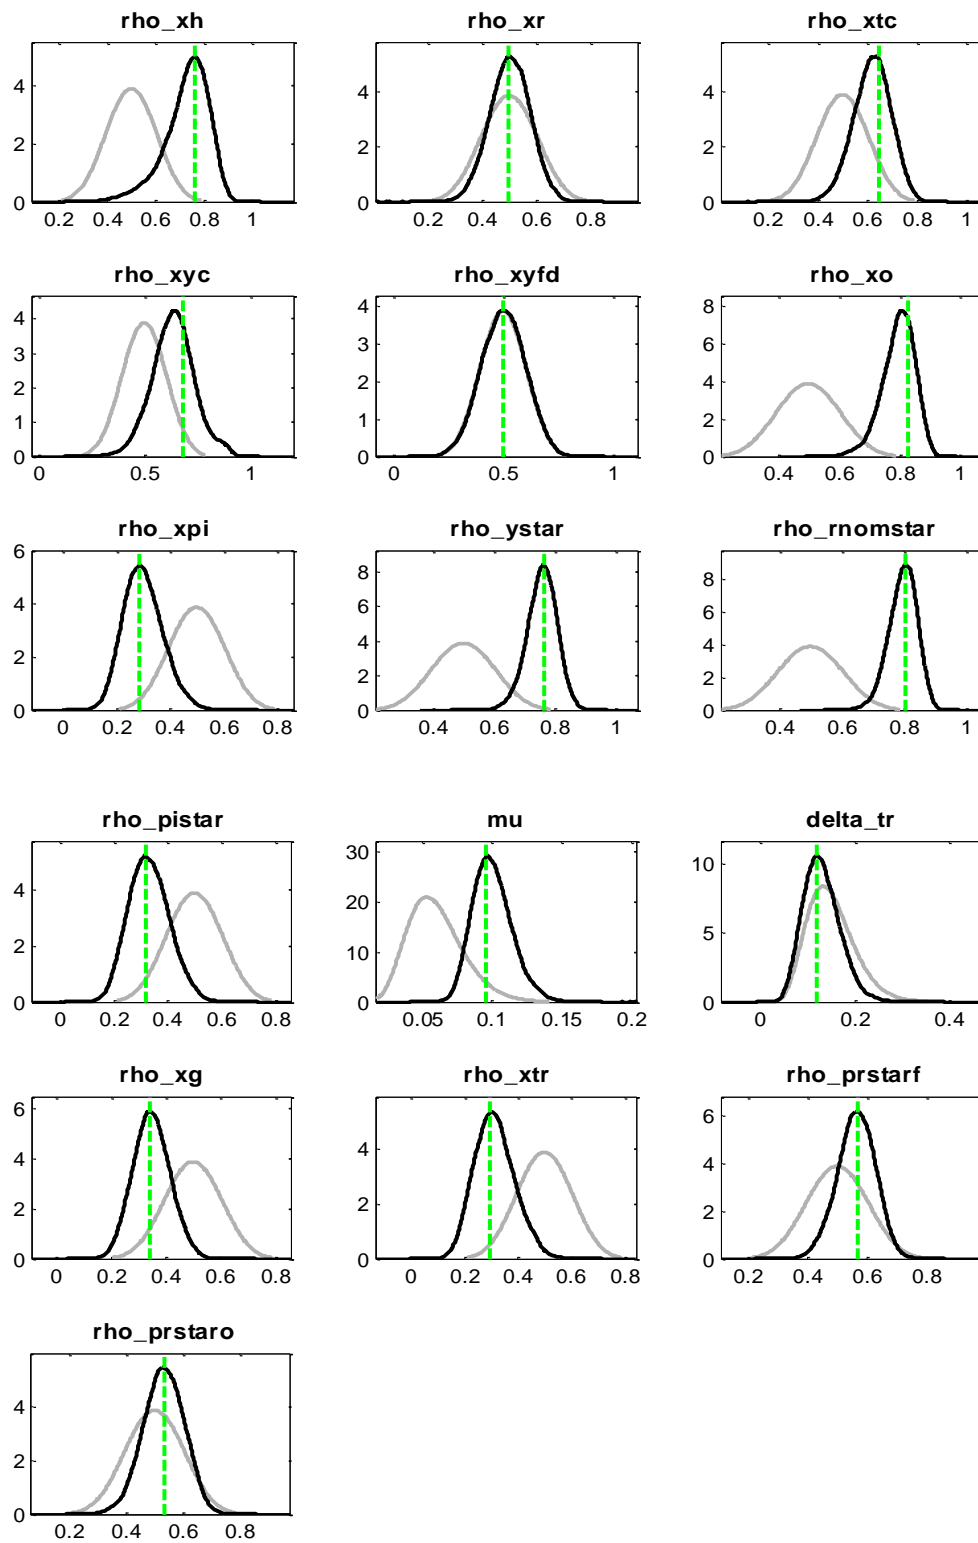 rho_xh rho_xr rho_xtc
4 4 4
2 2 2
0 0 0
0.2 0.4 0.6 0.8 1 0.2 0.4 0.6 0.8 0.2 0.4 0.6 0.8 1
rho_xyc rho_xyfd rho_xo
4 4 8
3 3 6
2 2 4
1 1 2
0 0 0
0 0.5 1 0 0.5 1 0.4 0.6 0.8 1
rho_xpi rho_ystar rho_rnomstar
6 8 8
4 6 6
2 4 4
0 2 2
0 0
0 0.2 0.4 0.6 0.8 0.4 0.6 0.8 1 0.4 0.6 0.8 1
rho_pistar mu delta_tr
4 30 10
2 20 5
0 10 0
0
0 0.2 0.4 0.6 0.8 0.05 0.1 0.15 0.2 0 0.2 0.4
rho_xg rho_xtr rho_prstarf
6 4 6
4 2 4
2 0 2
0 0
0 0.2 0.4 0.6 0.8 0 0.2 0.4 0.6 0.8 0.2 0.4 0.6 0.8
rho_prstaro
4
2
0
0.2 0.4 0.6 0.8